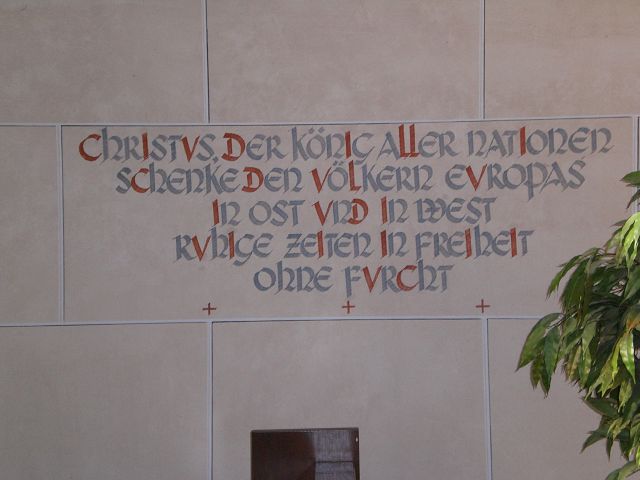 CHRISTVS, DER KÖNIG ALLER NATIONEN
SCHENKE DEN VÖLKERN EVROPAS
IN OST VND IN WEST
RVHIGE ZEITEN IN FREIHEIT
OHNE FVRCHT